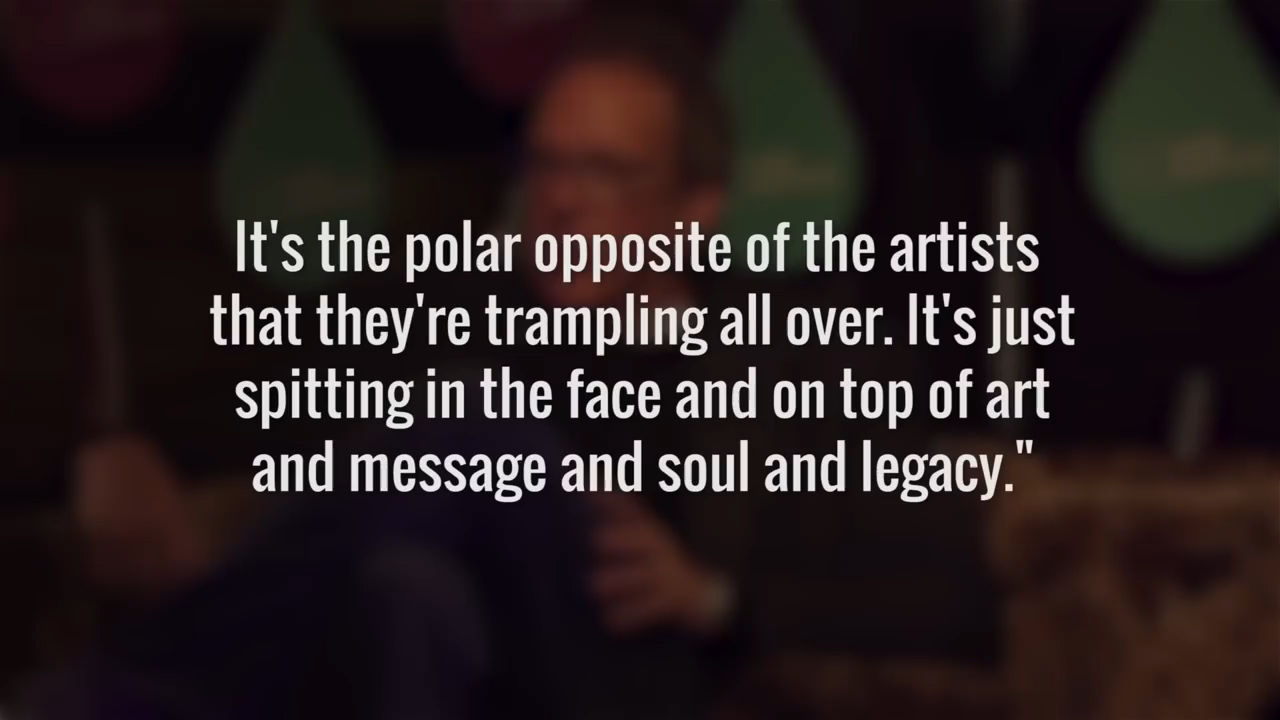 It's the polar opposite of the artists
that they're trampling all over. It's just
spitting in the face and on top of art
and message and soul and legacy."